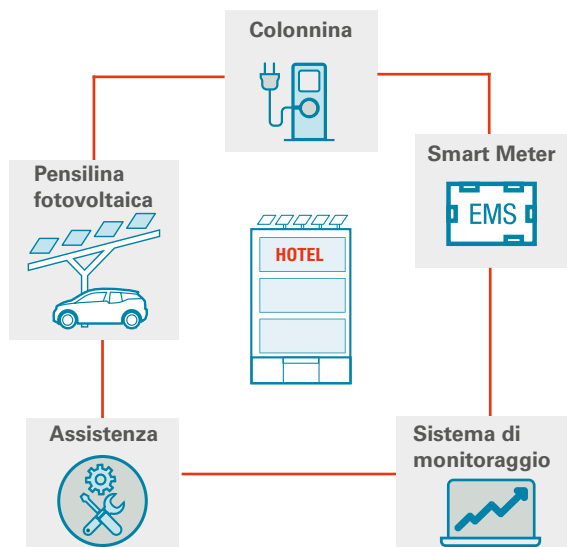 Colonnina
Smart Meter
EMS
Pensilina
fotovoltaica
HOTEL
Assistenza
Sistema di
monitoraggio